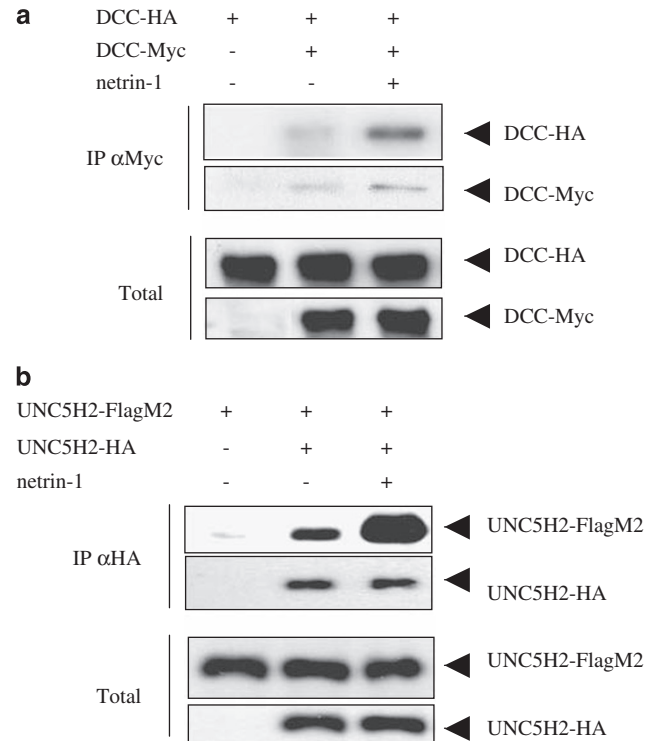 a
DCC-HA + + +
DCC-Myc - + +
netrin-1 - - +
IP αMyc
DCC-HA
DCC-Myc
Total
DCC-HA
DCC-Myc
b
UNC5H2-FlagM2 + + +
UNC5H2-HA - + +
netrin-1 - - +
IP αHA
UNC5H2-FlagM2
UNC5H2-HA
Total
UNC5H2-FlagM2
UNC5H2-HA